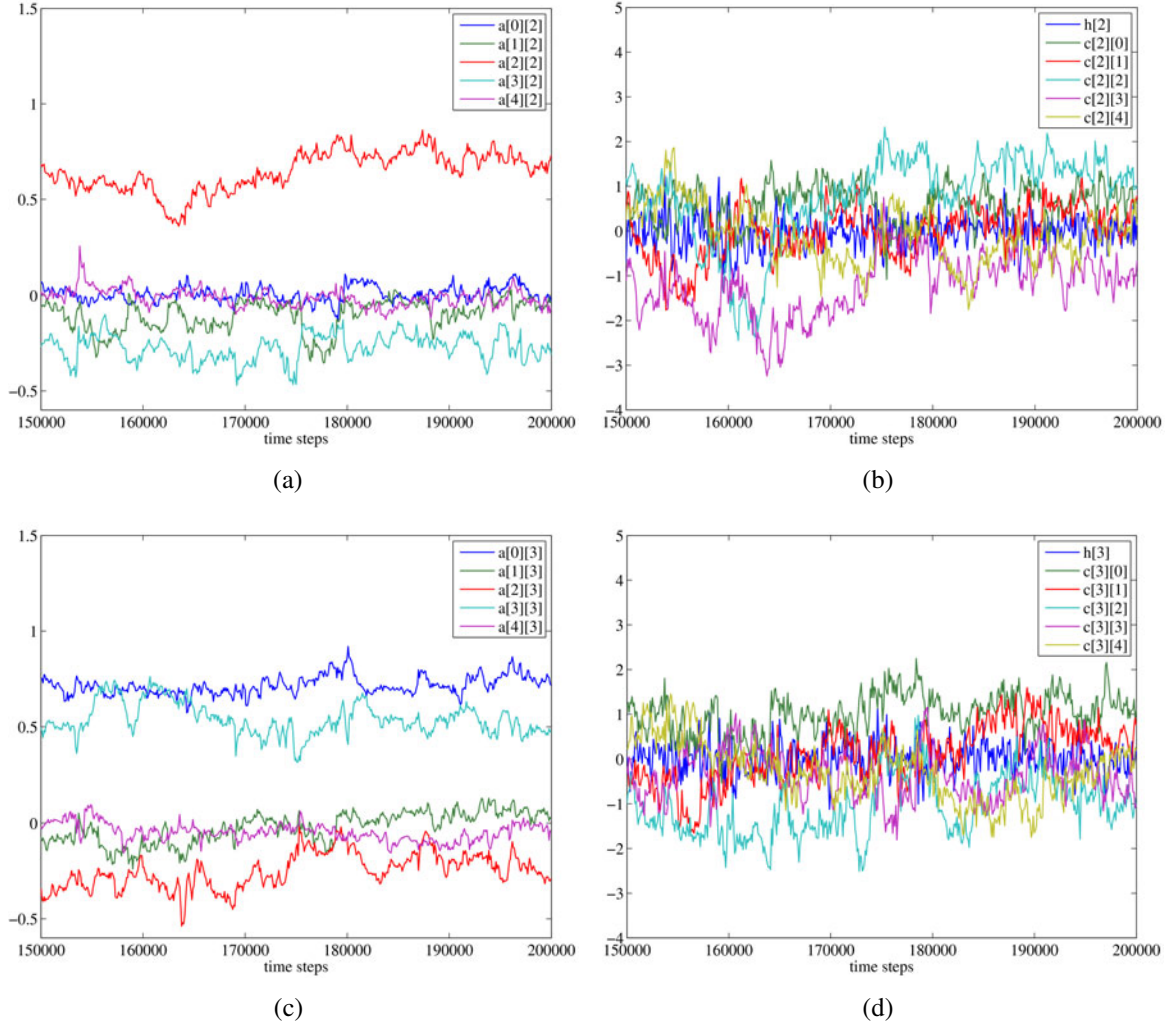 1.5
1
0.5
0
−0.5
150000 160000 170000 180000 190000 200000
time steps
a[0][2]
a[1][2]
a[2][2]
a[3][2]
a[4][2]
(a)
5
4
3
2
1
0
−1
−2
−3
−4
150000 160000 170000 180000 190000 200000
time steps
h[2]
c[2][0]
c[2][1]
c[2][2]
c[2][3]
c[2][4]
(b)
1.5
1
0.5
0
−0.5
150000 160000 170000 180000 190000 200000
time steps
a[0][3]
a[1][3]
a[2][3]
a[3][3]
a[4][3]
(c)
5
4
3
2
1
0
−1
−2
−3
−4
150000 160000 170000 180000 190000 200000
time steps
h[3]
c[3][0]
c[3][1]
c[3][2]
c[3][3]
c[3][4]
(d)